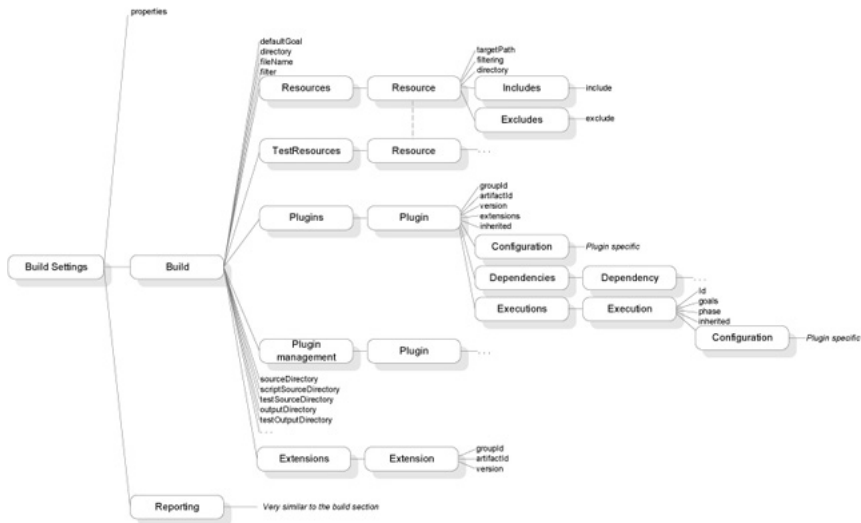 properties
defaultGoal
directory
fileName
filter
Resources
Resource
targetPath
filtering
directory
Includes
include
Excludes
exclude
TestResources
Resource
. . .
Plugins
Plugin
groupId
artifactId
version
extensions
inherited
Configuration
Plugin specific
Build Settings
Build
Dependencies
Dependency
. . .
Executions
Execution
Id
goals
phase
inherited
Configuration
Plugin specific
Plugin
management
Plugin
. . .
sourceDirectory
scriptSourceDirectory
testSourceDirectory
outputDirectory
testOutputDirectory
. . .
Extensions
Extension
groupId
artifactId
version
Reporting
Very similar to the build section